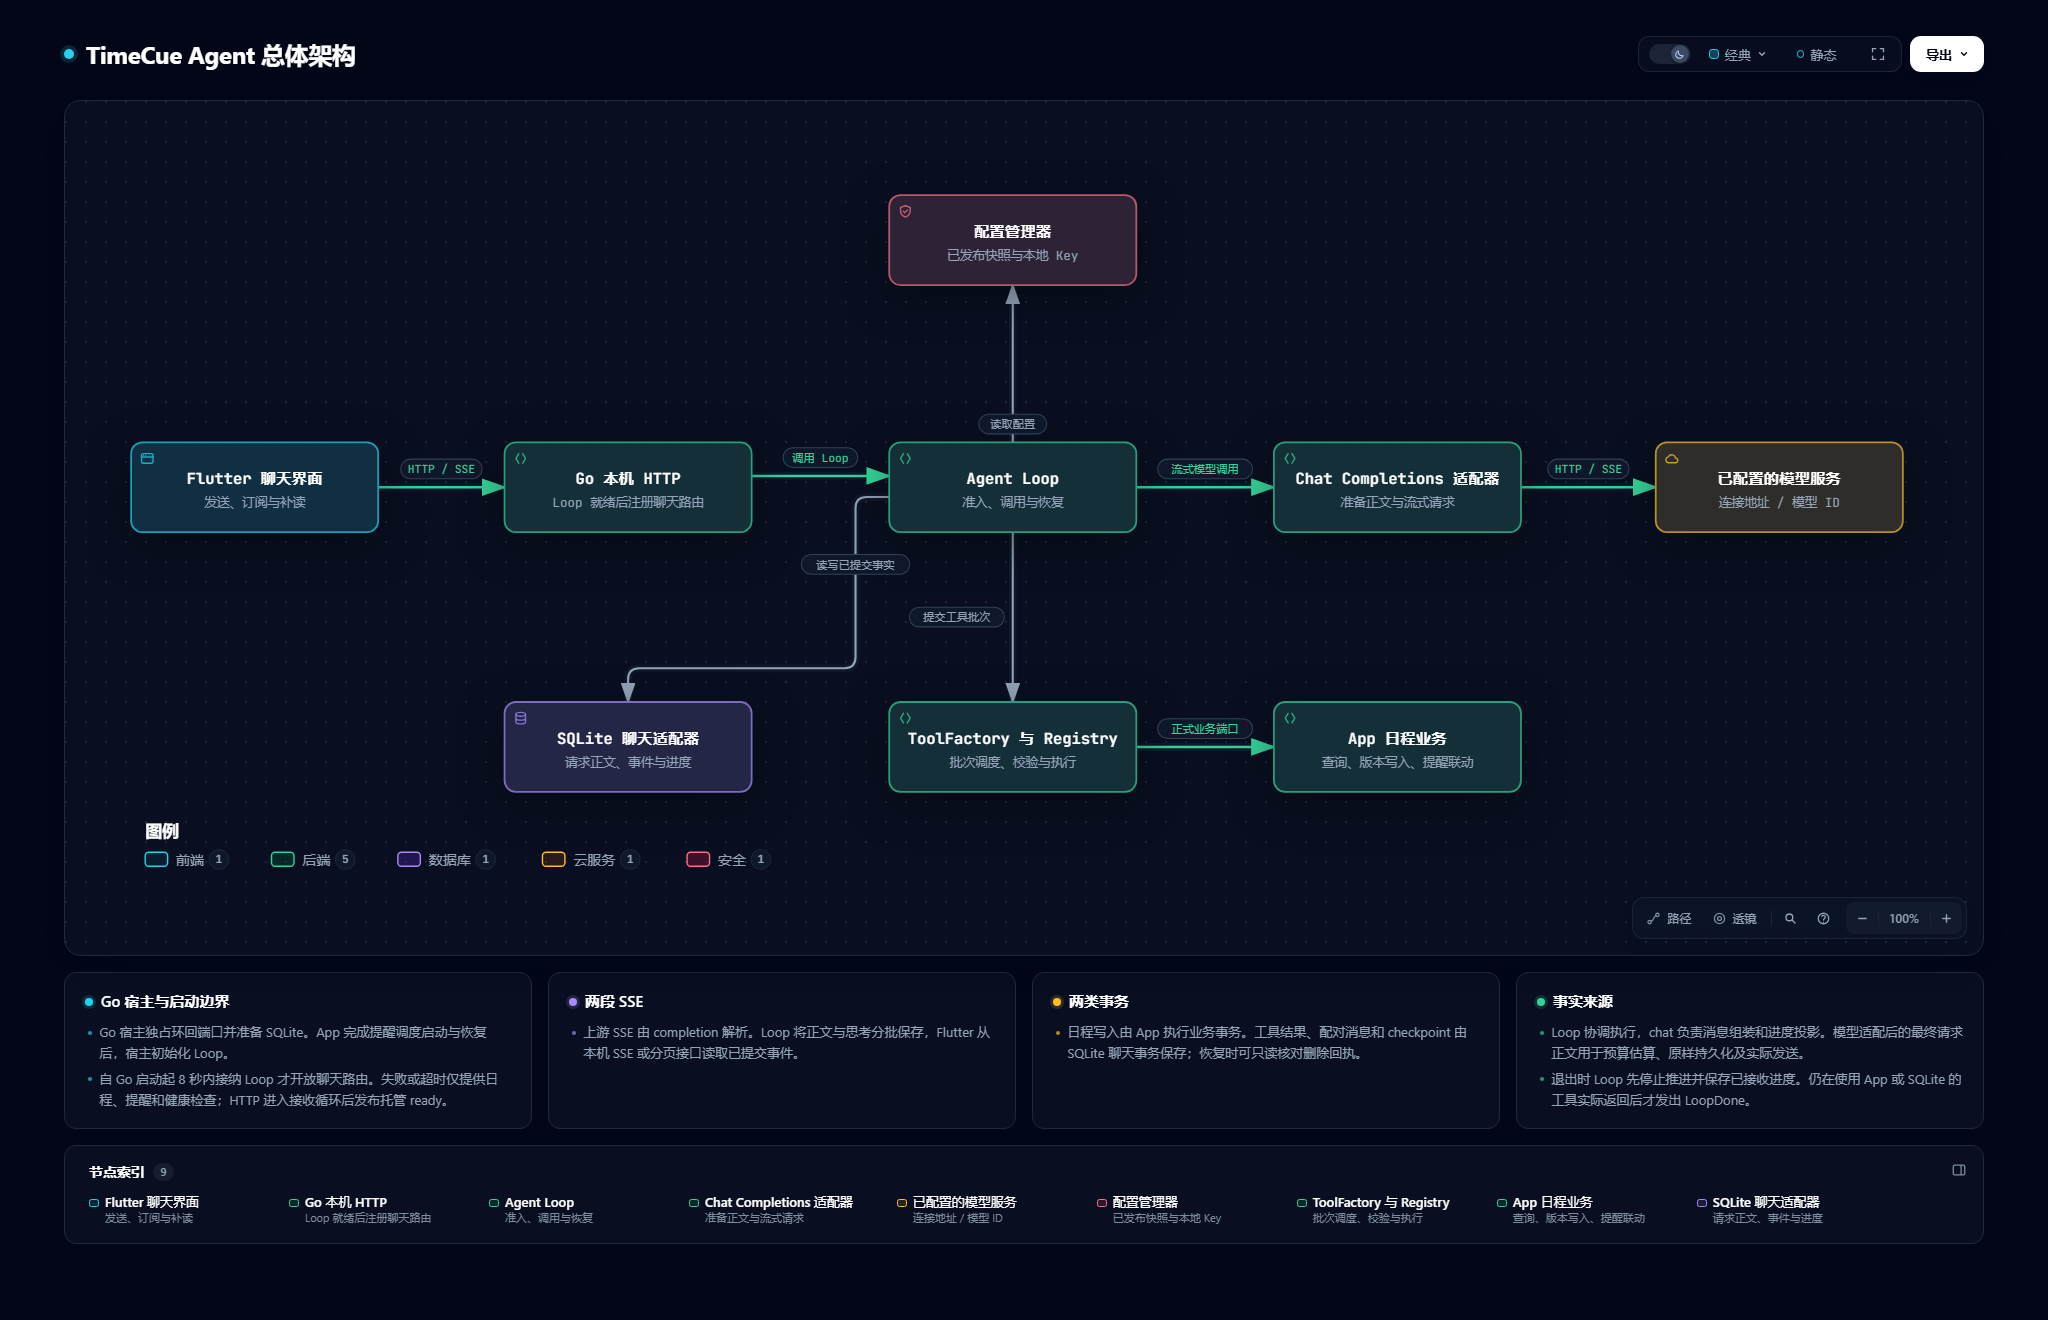 TimeCue Agent 总体架构
经典
静态
导出
配置管理器
已发布快照与本地 Key
读取配置
Flutter 聊天界面
发送、订阅与补读
HTTP / SSE
Go 本机 HTTP
Loop 就绪后注册聊天路由
调用 Loop
Agent Loop
准入、调用与恢复
流式模型调用
Chat Completions 适配器
准备正文与流式请求
HTTP / SSE
已配置的模型服务
连接地址 / 模型 ID
读写已提交事实
提交工具批次
SQLite 聊天适配器
请求正文、事件与进度
ToolFactory 与 Registry
批次调度、校验与执行
正式业务端口
App 日程业务
查询、版本写入、提醒联动
图例
前端 1
后端 5
数据库 1
云服务 1
安全 1
路径
透镜
100%
Go 宿主与启动边界
Go 宿主独占环回端口并准备 SQLite。App 完成提醒调度启动与恢复
后，宿主初始化 Loop。
自 Go 启动起 8 秒内接纳 Loop 才开放聊天路由。失败或超时仅提供日
程、提醒和健康检查；HTTP 进入接收循环后发布托管 ready。
两段 SSE
上游 SSE 由 completion 解析。Loop 将正文与思考分批保存，Flutter 从
本机 SSE 或分页接口读取已提交事件。
两类事务
日程写入由 App 执行业务事务。工具结果、配对消息和 checkpoint 由
SQLite 聊天事务保存；恢复时可只读核对删除回执。
事实来源
Loop 协调执行，chat 负责消息组装和进度投影。模型适配后的最终请求
正文用于预算估算、原样持久化及实际发送。
退出时 Loop 先停止推进并保存已接收进度。仍在使用 App 或 SQLite 的
工具实际返回后才发出 LoopDone。
节点索引 9
Flutter 聊天界面
发送、订阅与补读
Go 本机 HTTP
Loop 就绪后注册聊天路由
Agent Loop
准入、调用与恢复
Chat Completions 适配器
准备正文与流式请求
已配置的模型服务
连接地址 / 模型 ID
配置管理器
已发布快照与本地 Key
ToolFactory 与 Registry
批次调度、校验与执行
App 日程业务
查询、版本写入、提醒联动
SQLite 聊天适配器
请求正文、事件与进度